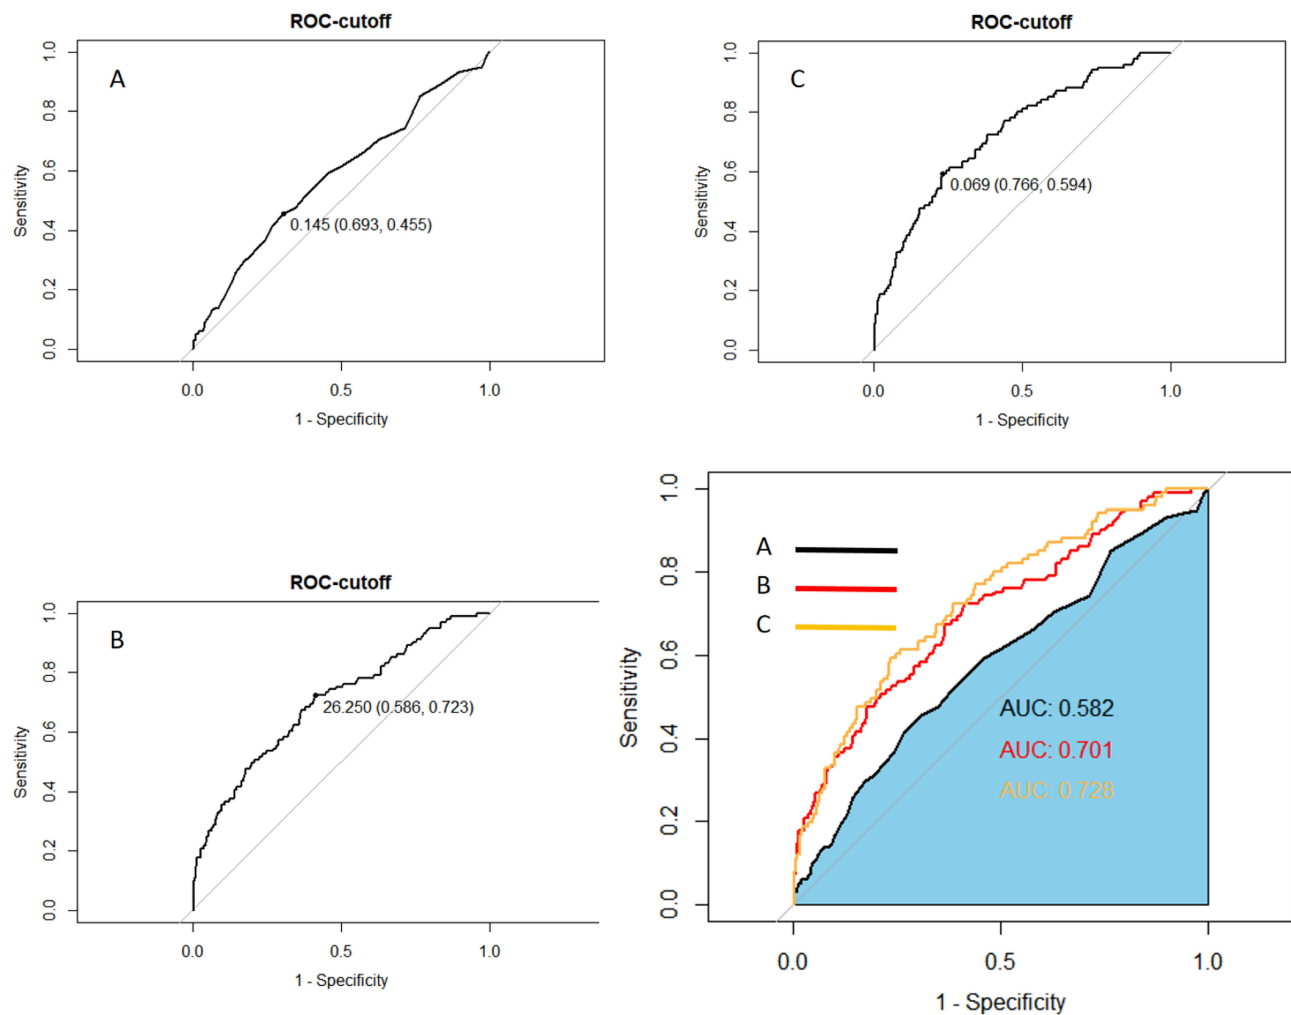 ROC-cutoff
A
Sensitivity
0.0 0.2 0.4 0.6 0.8 1.0
0.145 (0.693, 0.455)
0.0 0.5 1.0
1 - Specificity
ROC-cutoff
C
Sensitivity
0.0 0.2 0.4 0.6 0.8 1.0
0.069 (0.766, 0.594)
0.0 0.5 1.0
1 - Specificity
ROC-cutoff
B
Sensitivity
0.0 0.2 0.4 0.6 0.8 1.0
26.250 (0.586, 0.723)
0.0 0.5 1.0
1 - Specificity
A
B
C
Sensitivity
0.0 0.2 0.4 0.6 0.8 1.0
AUC: 0.582
AUC: 0.701
AUC: 0.728
0.0 0.5 1.0
1 - Specificity